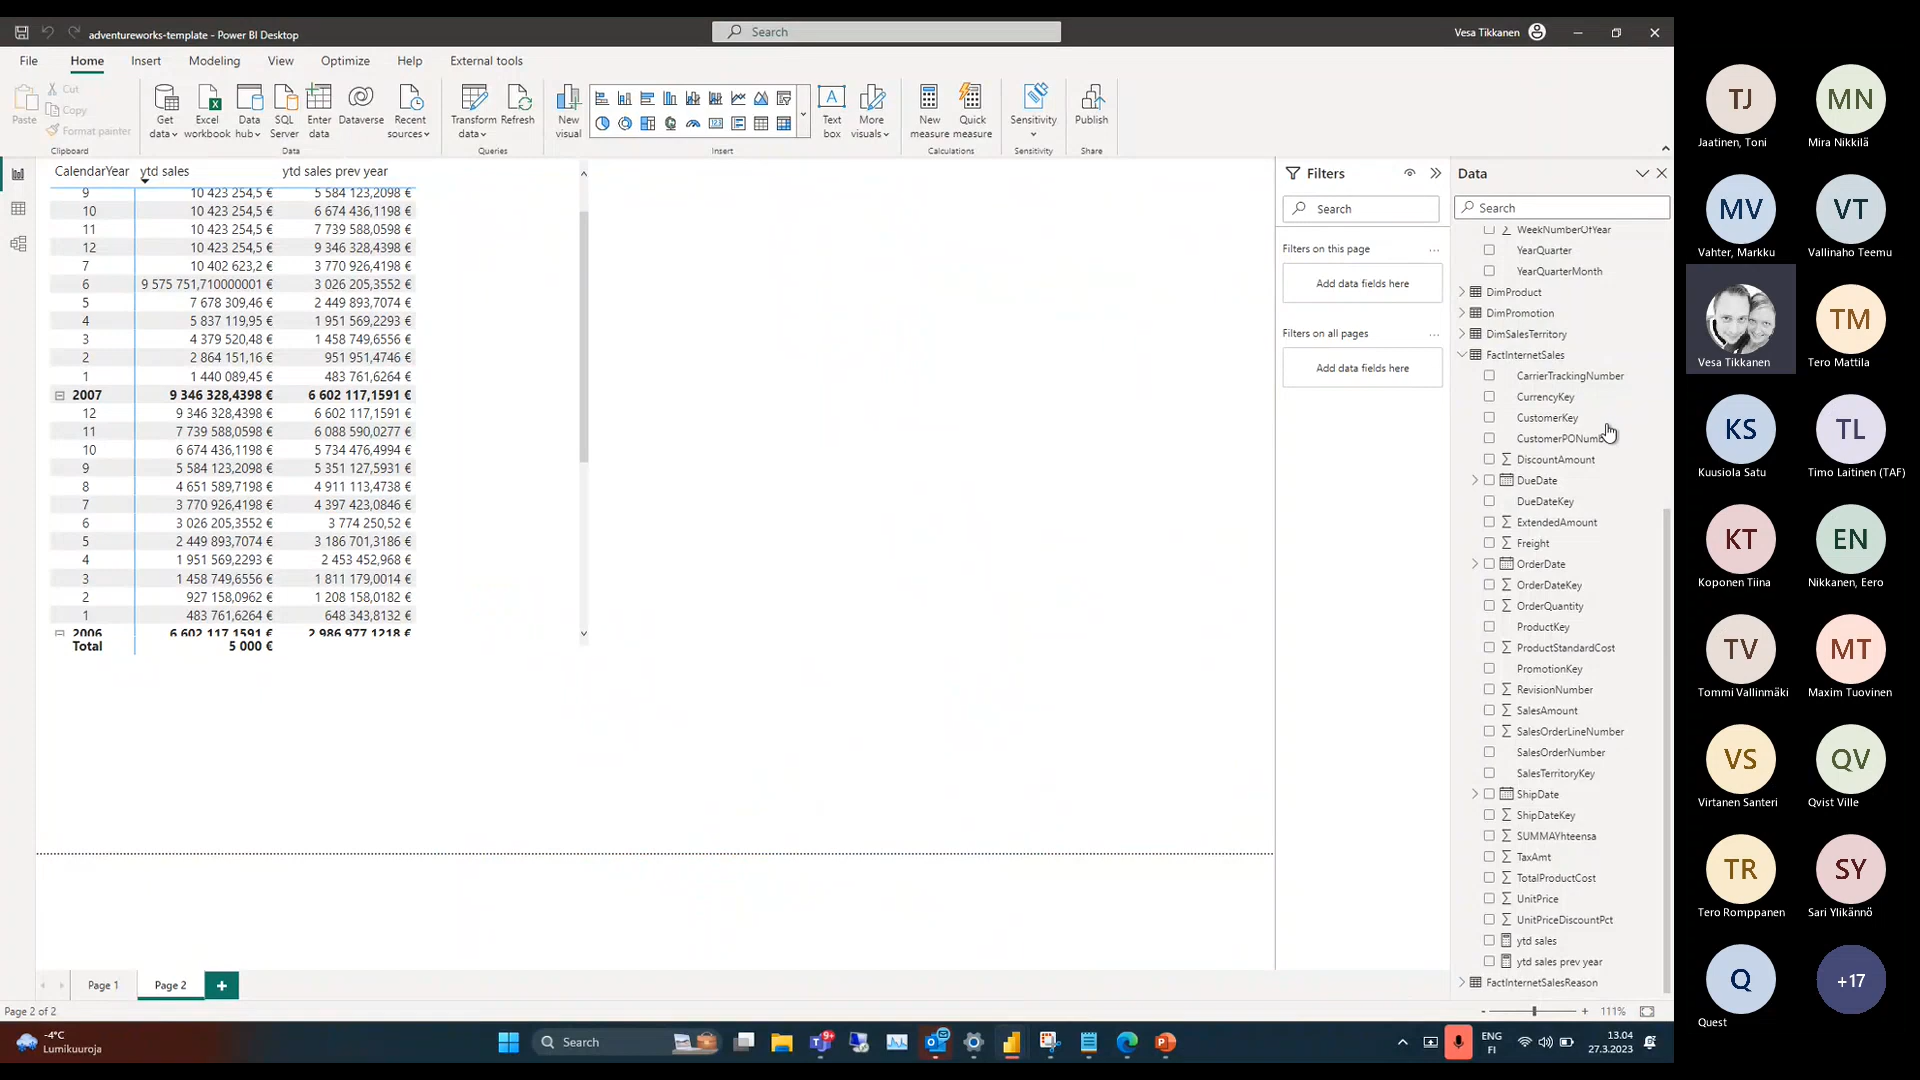 adventureworks-template - Power BI Desktop
Search
Vesa Tikkanen
File
Home
Insert
Modeling
View
Optimize
Help
External tools
Paste
Cut
Copy
Format painter
Clipboard
Get data
Excel workbook
Data hub
SQL Server
Enter data
Dataverse
Recent sources
Data
Transform data
Refresh
Queries
New visual
Text box
More visuals
Insert
New measure
Quick measure
Calculations
Sensitivity
Sensitivity
Publish
Share
CalendarYear ytd sales ytd sales prev year
9 10 423 254,5 € 5 584 123,2098 €
10 10 423 254,5 € 6 674 436,1198 €
11 10 423 254,5 € 7 739 588,0598 €
12 10 423 254,5 € 9 346 328,4398 €
7 10 402 623,2 € 3 770 926,4198 €
6 9 575 751,710000001 € 3 026 205,3552 €
5 7 678 309,46 € 2 449 893,7074 €
4 5 837 119,95 € 1 951 569,2293 €
3 4 379 520,48 € 1 458 749,6556 €
2 2 864 151,16 € 951 951,4746 €
1 1 440 089,45 € 483 761,6264 €
2007 9 346 328,4398 € 6 602 117,1591 €
12 9 346 328,4398 € 6 602 117,1591 €
11 7 739 588,0598 € 6 088 590,0277 €
10 6 674 436,1198 € 5 734 476,4994 €
9 5 584 123,2098 € 5 351 127,5931 €
8 4 651 589,7198 € 4 911 113,4738 €
7 3 770 926,4198 € 4 397 423,0846 €
6 3 026 205,3552 € 3 774 250,52 €
5 2 449 893,7074 € 3 186 701,3186 €
4 1 951 569,2293 € 2 453 452,968 €
3 1 458 749,6556 € 1 811 179,0014 €
2 927 158,0962 € 1 208 158,0182 €
1 483 761,6264 € 648 343,8132 €
2006 6 602 117,1591 € 2 986 977,1218 €
Total 5 000 €
Filters
Search
Filters on this page ...
Add data fields here
Filters on all pages ...
Add data fields here
Data
Search
WeekNumberOfYear
YearQuarter
YearQuarterMonth
DimProduct
DimPromotion
DimSalesTerritory
FactInternetSales
CarrierTrackingNumber
CurrencyKey
CustomerKey
DiscountAmount
DueDate
DueDateKey
ExtendedAmount
Freight
OrderDate
OrderDateKey
OrderQuantity
ProductKey
ProductStandardCost
PromotionKey
RevisionNumber
SalesAmount
SalesOrderLineNumber
SalesOrderNumber
SalesTerritoryKey
ShipDate
ShipDateKey
SUMMAYhteensa
TaxAmt
TotalProductCost
UnitPrice
UnitPriceDiscountPct
ytd sales
ytd sales prev year
FactInternetSalesReason
Page 1
Page 2
+
Page 2 of 2
- + 111%
-4°C
Lumikuuroja
Search
9+
ENG
FI
13.04
27.3.2023
TJ
Jaatinen, Toni
MN
Mira Nikkilä
MV
Vahter, Markku
VT
Vallinaho Teemu
Vesa Tikkanen
TM
Tero Mattila
KS
Kuusiola Satu
TL
Timo Laitinen (TAF)
KT
Koponen Tiina
EN
Nikkanen, Eero
TV
Tommi Vallinmäki
MT
Maxim Tuovinen
VS
Virtanen Santeri
QV
Qvist Ville
TR
Tero Romppanen
SY
Sari Ylikännö
Q
Quest
+17